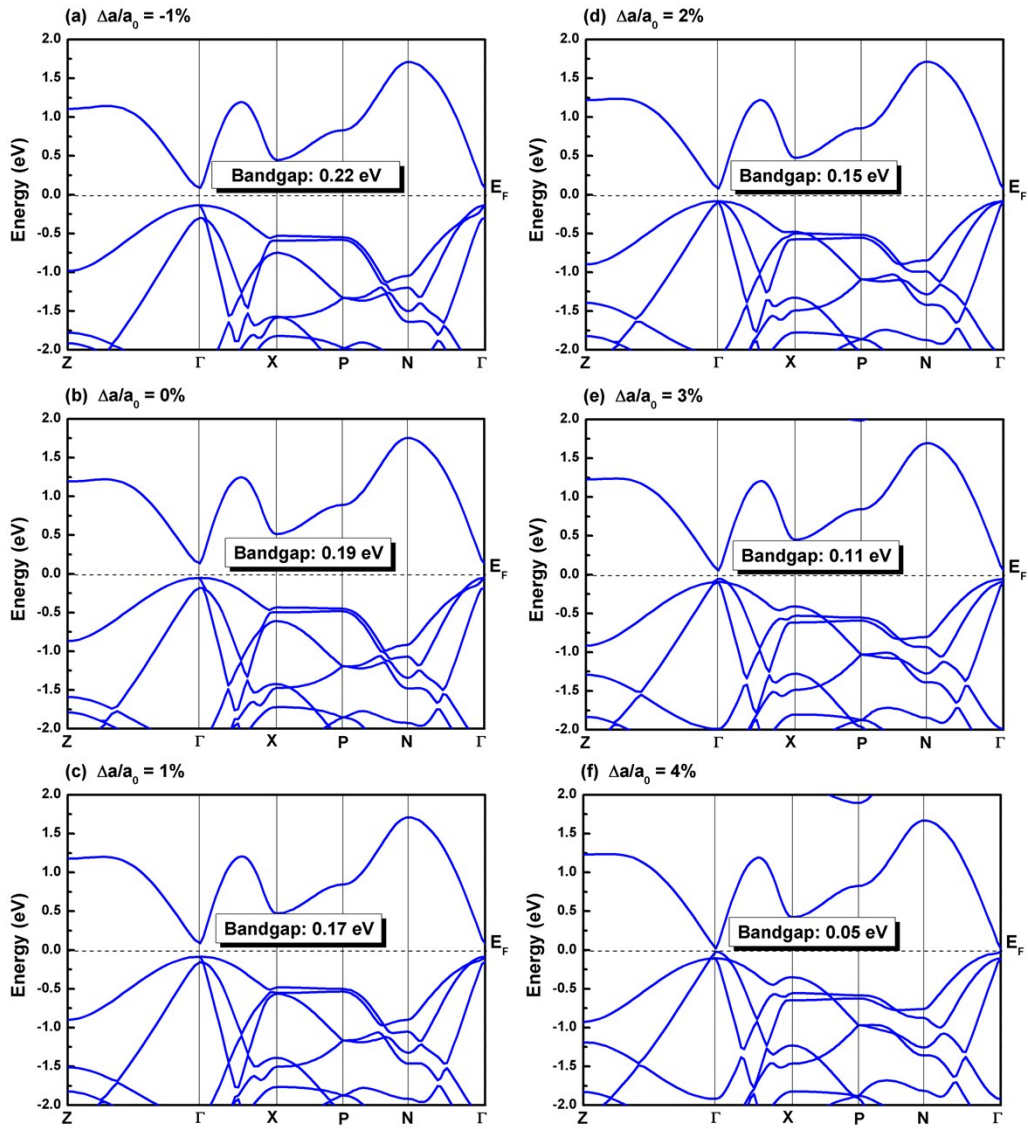 (a) Δa/a₀ = -1%
2.0
1.5
1.0
0.5
0.0
-0.5
-1.0
-1.5
-2.0
Energy (eV)
Bandgap: 0.22 eV
E_F
Z Γ X P N Γ
(d) Δa/a₀ = 2%
2.0
1.5
1.0
0.5
0.0
-0.5
-1.0
-1.5
-2.0
Energy (eV)
Bandgap: 0.15 eV
E_F
Z Γ X P N Γ
(b) Δa/a₀ = 0%
2.0
1.5
1.0
0.5
0.0
-0.5
-1.0
-1.5
-2.0
Energy (eV)
Bandgap: 0.19 eV
E_F
Z Γ X P N Γ
(e) Δa/a₀ = 3%
2.0
1.5
1.0
0.5
0.0
-0.5
-1.0
-1.5
-2.0
Energy (eV)
Bandgap: 0.11 eV
E_F
Z Γ X P N Γ
(c) Δa/a₀ = 1%
2.0
1.5
1.0
0.5
0.0
-0.5
-1.0
-1.5
-2.0
Energy (eV)
Bandgap: 0.17 eV
E_F
Z Γ X P N Γ
(f) Δa/a₀ = 4%
2.0
1.5
1.0
0.5
0.0
-0.5
-1.0
-1.5
-2.0
Energy (eV)
Bandgap: 0.05 eV
E_F
Z Γ X P N Γ